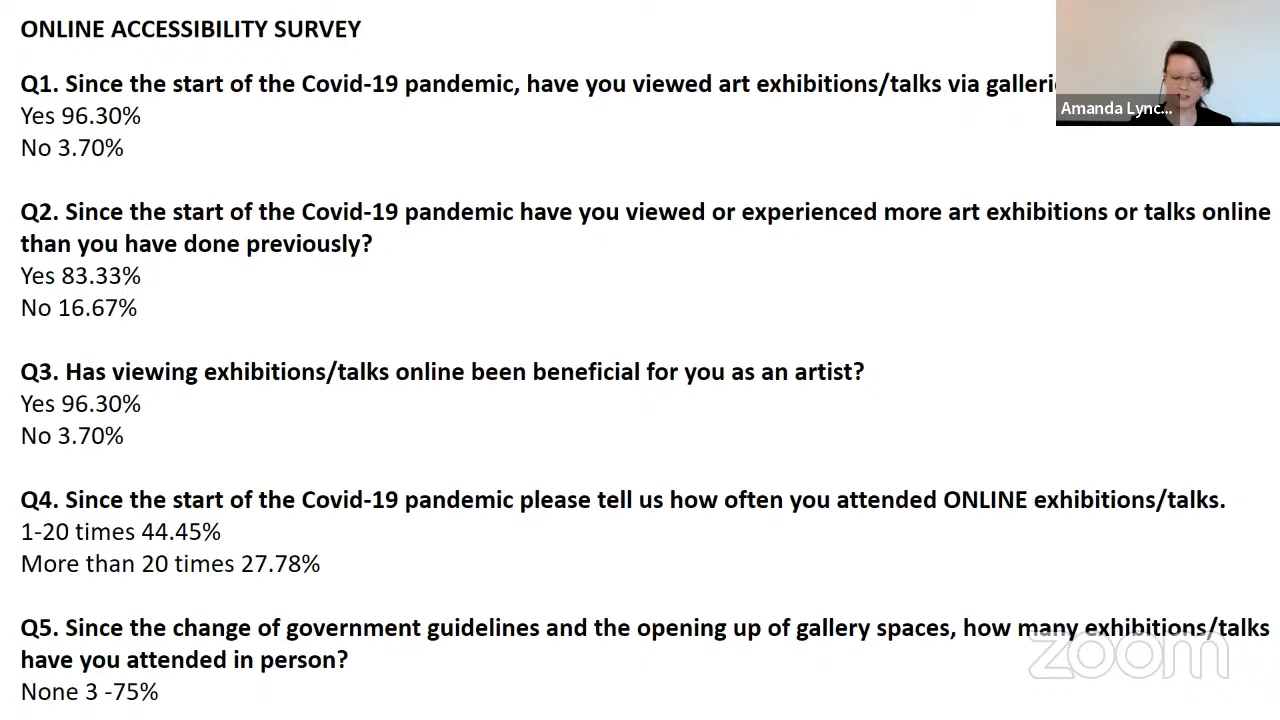 ONLINE ACCESSIBILITY SURVEY
Q1. Since the start of the Covid-19 pandemic, have you viewed art exhibitions/talks via
Amanda Lync...
Yes 96.30%
No 3.70%
Q2. Since the start of the Covid-19 pandemic have you viewed or experienced more art exhibitions or talks online
than you have done previously?
Yes 83.33%
No 16.67%
Q3. Has viewing exhibitions/talks online been beneficial for you as an artist?
Yes 96.30%
No 3.70%
Q4. Since the start of the Covid-19 pandemic please tell us how often you attended ONLINE exhibitions/talks.
1-20 times 44.45%
More than 20 times 27.78%
Q5. Since the change of government guidelines and the opening up of gallery spaces, how many exhibitions/talks
have you attended in person?
zoom
None 3 -75%